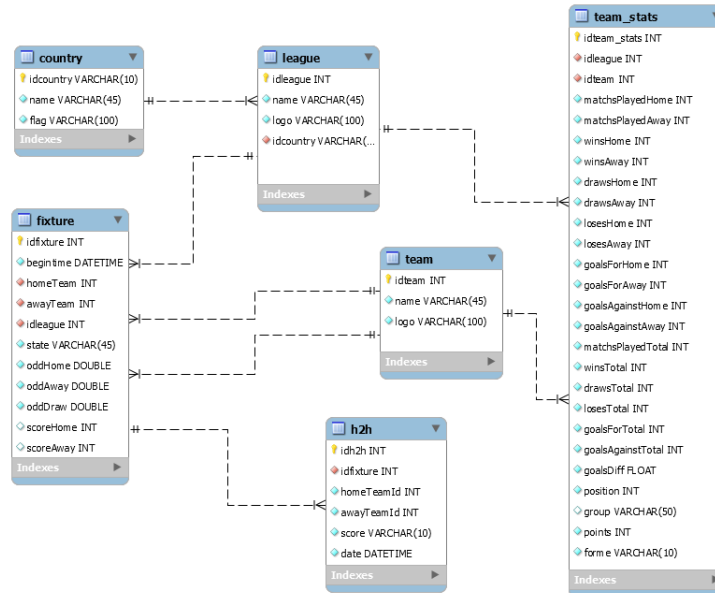 country
idcountry VARCHAR(10)
name VARCHAR(45)
flag VARCHAR(100)
Indexes
league
idleague INT
name VARCHAR(45)
logo VARCHAR(100)
idcountry VARCHAR(...
Indexes
team_stats
idteam_stats INT
idleague INT
idteam INT
matchsPlayedHome INT
matchsPlayedAway INT
winsHome INT
winsAway INT
drawsHome INT
drawsAway INT
losesHome INT
losesAway INT
goalsForHome INT
goalsForAway INT
goalsAgainstHome INT
goalsAgainstAway INT
matchsPlayedTotal INT
winsTotal INT
drawsTotal INT
losesTotal INT
goalsForTotal INT
goalsAgainstTotal INT
goalsDiff FLOAT
position INT
group VARCHAR(50)
points INT
forme VARCHAR(10)
Indexes
fixture
idfixture INT
begintime DATETIME
homeTeam INT
awayTeam INT
idleague INT
state VARCHAR(45)
oddHome DOUBLE
oddAway DOUBLE
oddDraw DOUBLE
scoreHome INT
scoreAway INT
Indexes
team
idteam INT
name VARCHAR(45)
logo VARCHAR(100)
Indexes
h2h
idh2h INT
idfixture INT
homeTeamId INT
awayTeamId INT
score VARCHAR(10)
date DATETIME
Indexes